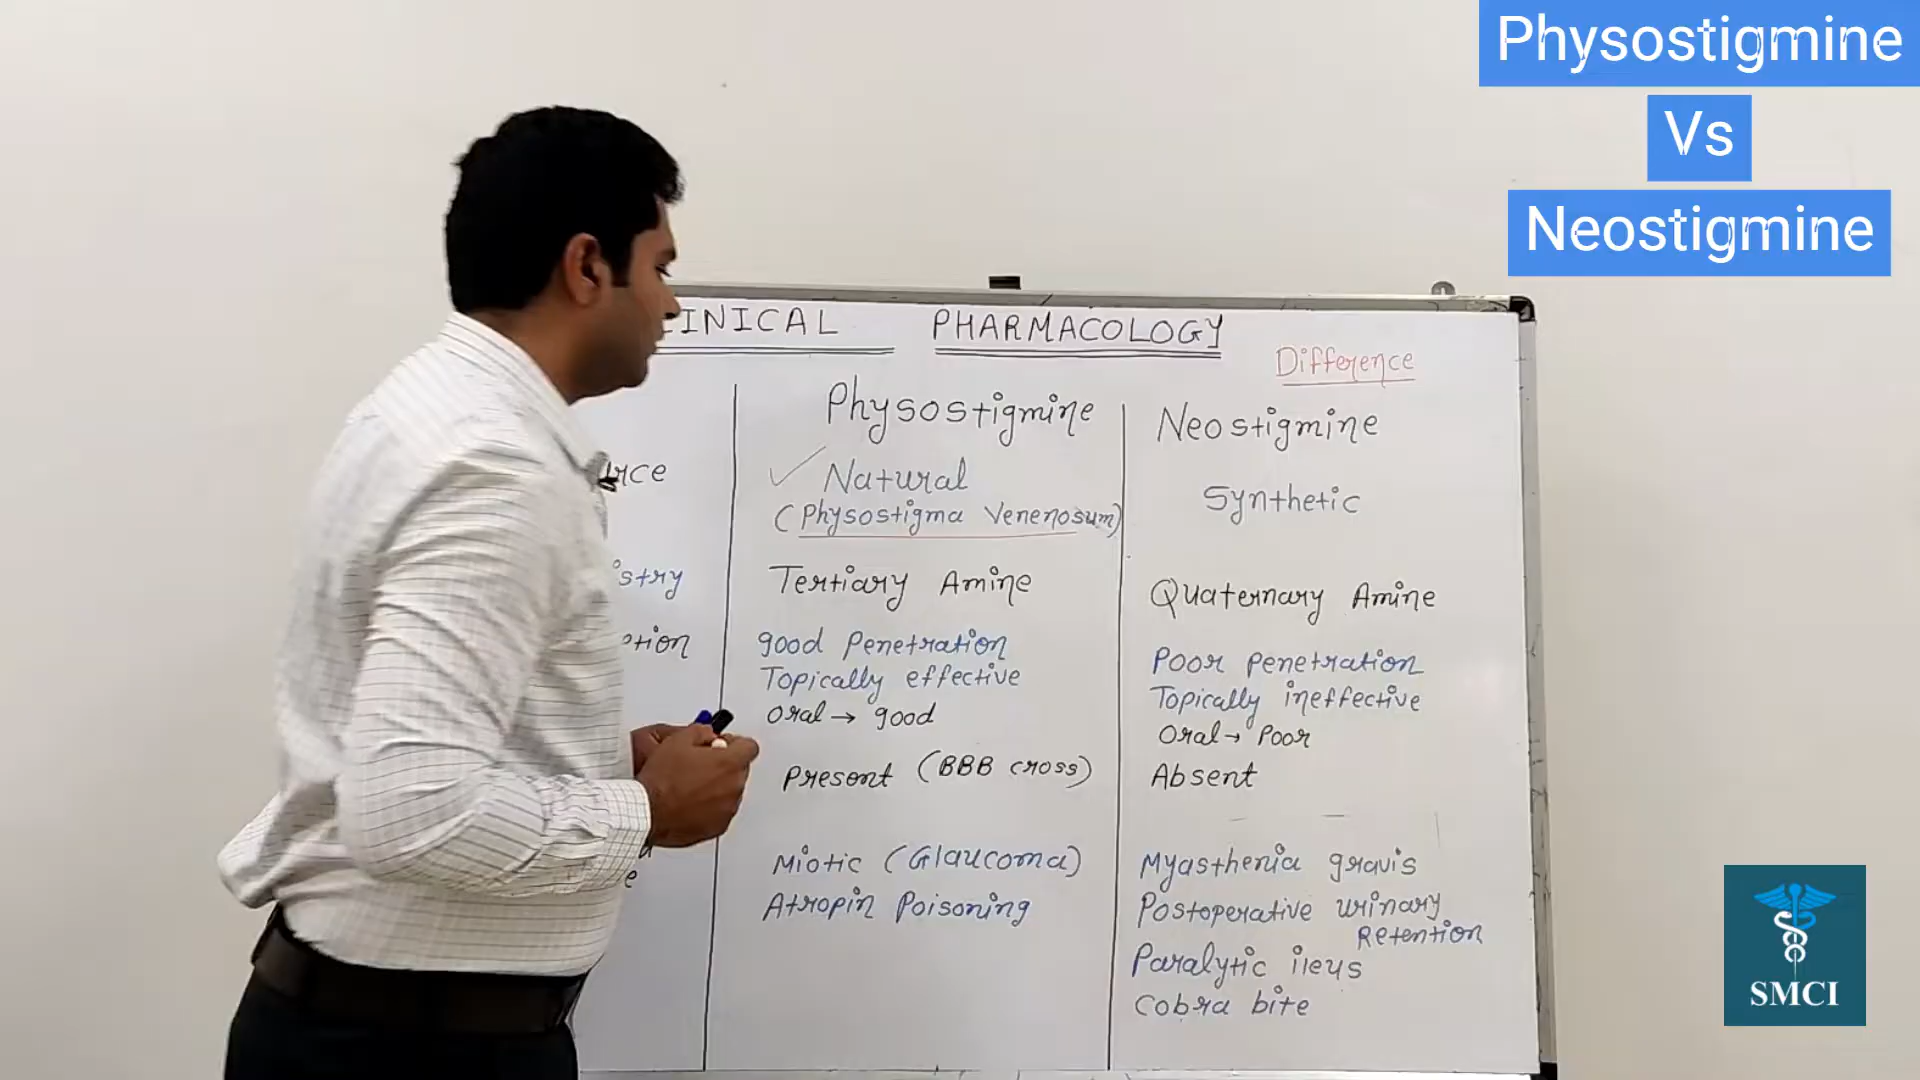 Physostigmine
Vs
Neostigmine
CLINICAL PHARMACOLOGY
Difference
Physostigmine
Neostigmine
Natural
(Physostigma Venenosum)
Synthetic
Tertiary Amine
Quaternary Amine
good Penetration
Topically effective
Oral → good
Poor penetration
Topically ineffective
Oral → Poor
Present (BBB cross)
Absent
Miotic (Glaucoma)
Atropin Poisoning
Myasthenia gravis
Postoperative urinary
Retention
Paralytic ileus
Cobra bite
SMCI